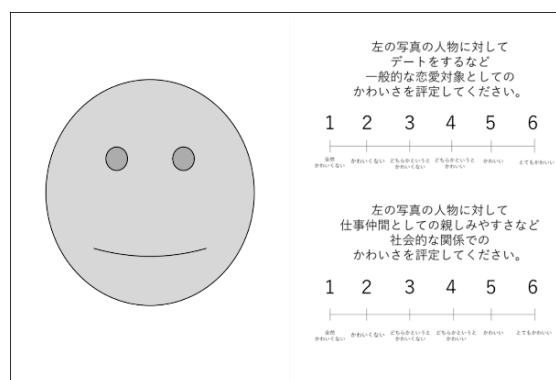 左の写真の人物に対して
デートをするなど
一般的な恋愛対象としての
かわいさを評定してください。
1 2 3 4 5 6
全然
かわいくない
かわいくない
どちらかというと
かわいくない
どちらかというと
かわいい
かわいい
とてもかわいい
左の写真の人物に対して
仕事仲間としての親しみやすさなど
社会的な関係での
かわいさを評定してください。
1 2 3 4 5 6
全然
かわいくない
かわいくない
どちらかというと
かわいくない
どちらかというと
かわいい
かわいい
とてもかわいい